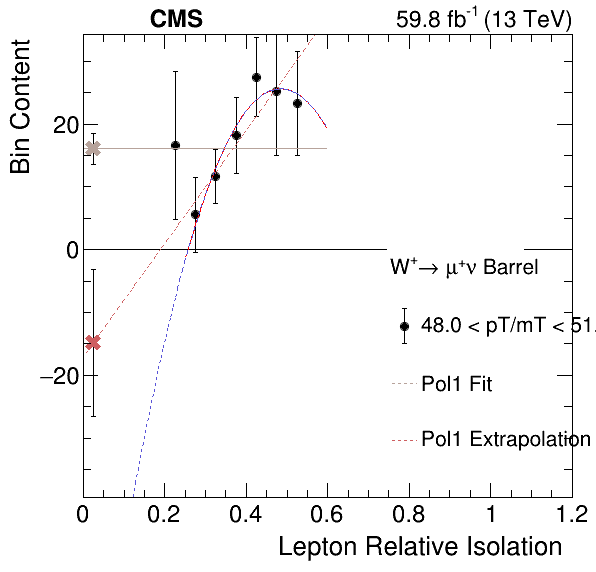 CMS 59.8 fb⁻¹ (13 TeV)
Bin Content
20
0
−20
W⁺→ μ⁺ν Barrel
48.0 < pT/mT < 51.
Pol1 Fit
Pol1 Extrapolation
0 0.2 0.4 0.6 0.8 1 1.2
Lepton Relative Isolation